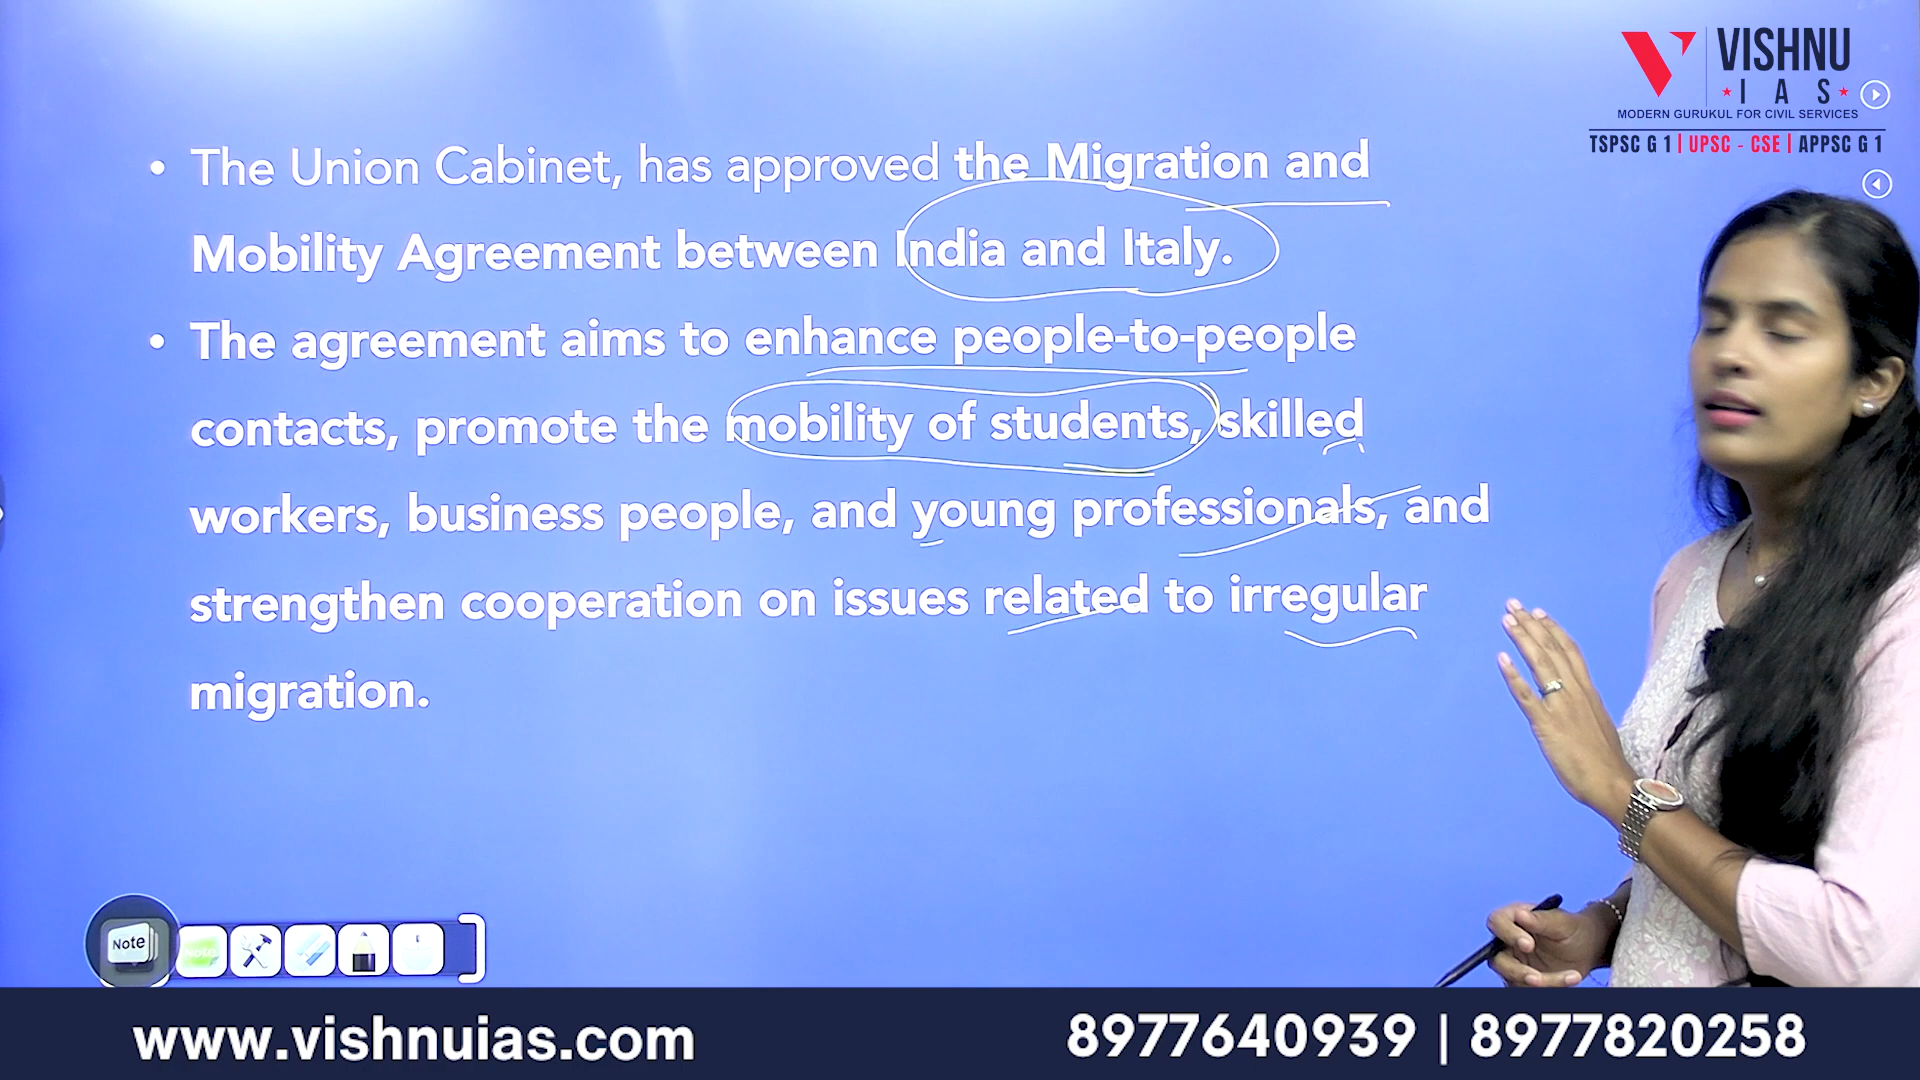 VISHNU
IAS
MODERN GURUKUL FOR CIVIL SERVICES
TSPSC G 1 | UPSC - CSE | APPSC G 1
• The Union Cabinet, has approved the Migration and
Mobility Agreement between India and Italy.
• The agreement aims to enhance people-to-people
contacts, promote the mobility of students, skilled
workers, business people, and young professionals, and
strengthen cooperation on issues related to irregular
migration.
Note
www.vishnuias.com
8977640939 | 8977820258